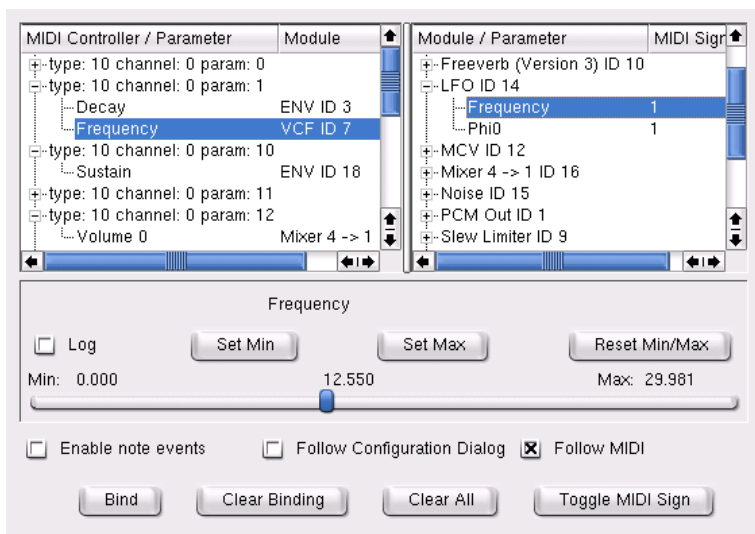 MIDI Controller / Parameter Module
type: 10 channel: 0 param: 0
type: 10 channel: 0 param: 1
Decay ENV ID 3
Frequency VCF ID 7
type: 10 channel: 0 param: 10
Sustain ENV ID 18
type: 10 channel: 0 param: 11
type: 10 channel: 0 param: 12
Volume 0 Mixer 4 -> 1
Module / Parameter MIDI Sign
Freeverb (Version 3) ID 10
LFO ID 14
Frequency 1
Phi0 1
MCV ID 12
Mixer 4 -> 1 ID 16
Noise ID 15
PCM Out ID 1
Slew Limiter ID 9
Frequency
Log Set Min Set Max Reset Min/Max
Min: 0.000 12.550 Max: 29.981
Enable note events Follow Configuration Dialog Follow MIDI
Bind Clear Binding Clear All Toggle MIDI Sign